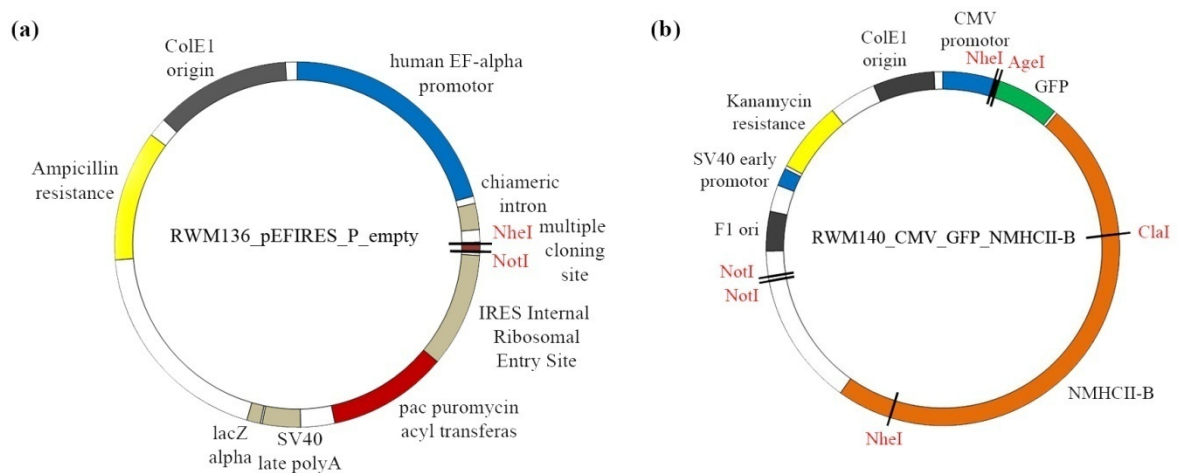 (a)
ColE1
origin
human EF-alpha
promotor
Ampicillin
resistance
chiameric
intron
RWM136_pEFIRES_P_empty
NheI
NotI
multiple
cloning
site
IRES Internal
Ribosomal
Entry Site
pac puromycin
acyl transferas
SV40
late polyA
lacZ
alpha
(b)
ColE1
origin
CMV
promotor
NheI
AgeI
GFP
Kanamycin
resistance
SV40 early
promotor
F1 ori
RWM140_CMV_GFP_NMHCII-B
ClaI
NotI
NotI
NMHCII-B
NheI